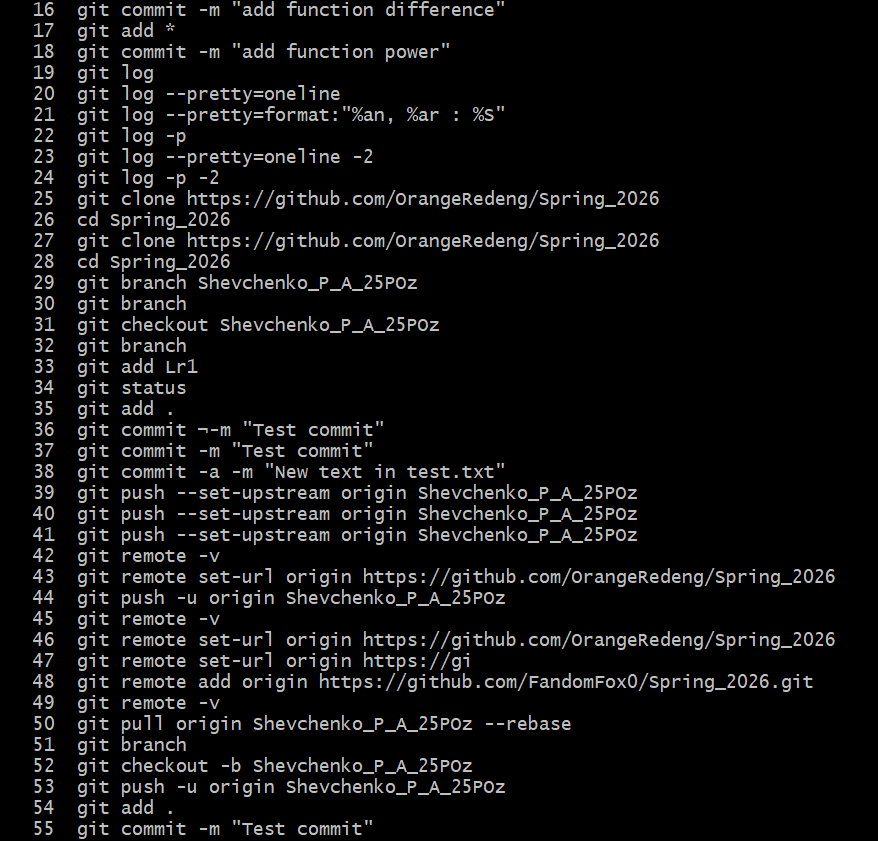 16 git commit -m "add function difference"
17 git add *
18 git commit -m "add function power"
19 git log
20 git log --pretty=oneline
21 git log --pretty=format:"%an, %ar : %S"
22 git log -p
23 git log --pretty=oneline -2
24 git log -p -2
25 git clone https://github.com/OrangeRedeng/Spring_2026
26 cd Spring_2026
27 git clone https://github.com/OrangeRedeng/Spring_2026
28 cd Spring_2026
29 git branch Shevchenko_P_A_25POz
30 git branch
31 git checkout Shevchenko_P_A_25POz
32 git branch
33 git add Lr1
34 git status
35 git add .
36 git commit ¬-m "Test commit"
37 git commit -m "Test commit"
38 git commit -a -m "New text in test.txt"
39 git push --set-upstream origin Shevchenko_P_A_25POz
40 git push --set-upstream origin Shevchenko_P_A_25POz
41 git push --set-upstream origin Shevchenko_P_A_25POz
42 git remote -v
43 git remote set-url origin https://github.com/OrangeRedeng/Spring_2026
44 git push -u origin Shevchenko_P_A_25POz
45 git remote -v
46 git remote set-url origin https://github.com/OrangeRedeng/Spring_2026
47 git remote set-url origin https://gi
48 git remote add origin https://github.com/FandomFox0/Spring_2026.git
49 git remote -v
50 git pull origin Shevchenko_P_A_25POz --rebase
51 git branch
52 git checkout -b Shevchenko_P_A_25POz
53 git push -u origin Shevchenko_P_A_25POz
54 git add .
55 git commit -m "Test commit"